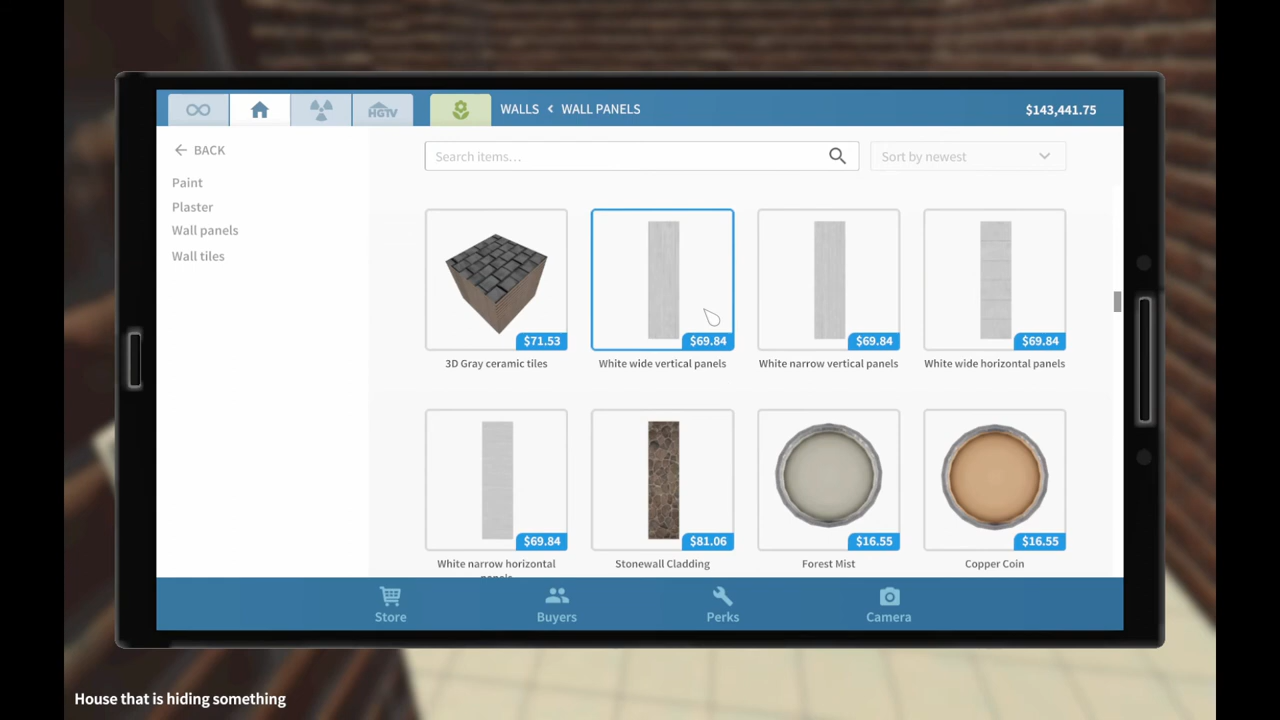 HGTV
WALLS < WALL PANELS
$143,441.75
BACK
Search items...
Sort by newest
Paint
Plaster
Wall panels
Wall tiles
$71.53
$69.84
$69.84
$69.84
3D Gray ceramic tiles
White wide vertical panels
White narrow vertical panels
White wide horizontal panels
$69.84
$81.06
$16.55
$16.55
White narrow horizontal
panels
Stonewall Cladding
Forest Mist
Copper Coin
Store
Buyers
Perks
Camera
House that is hiding something